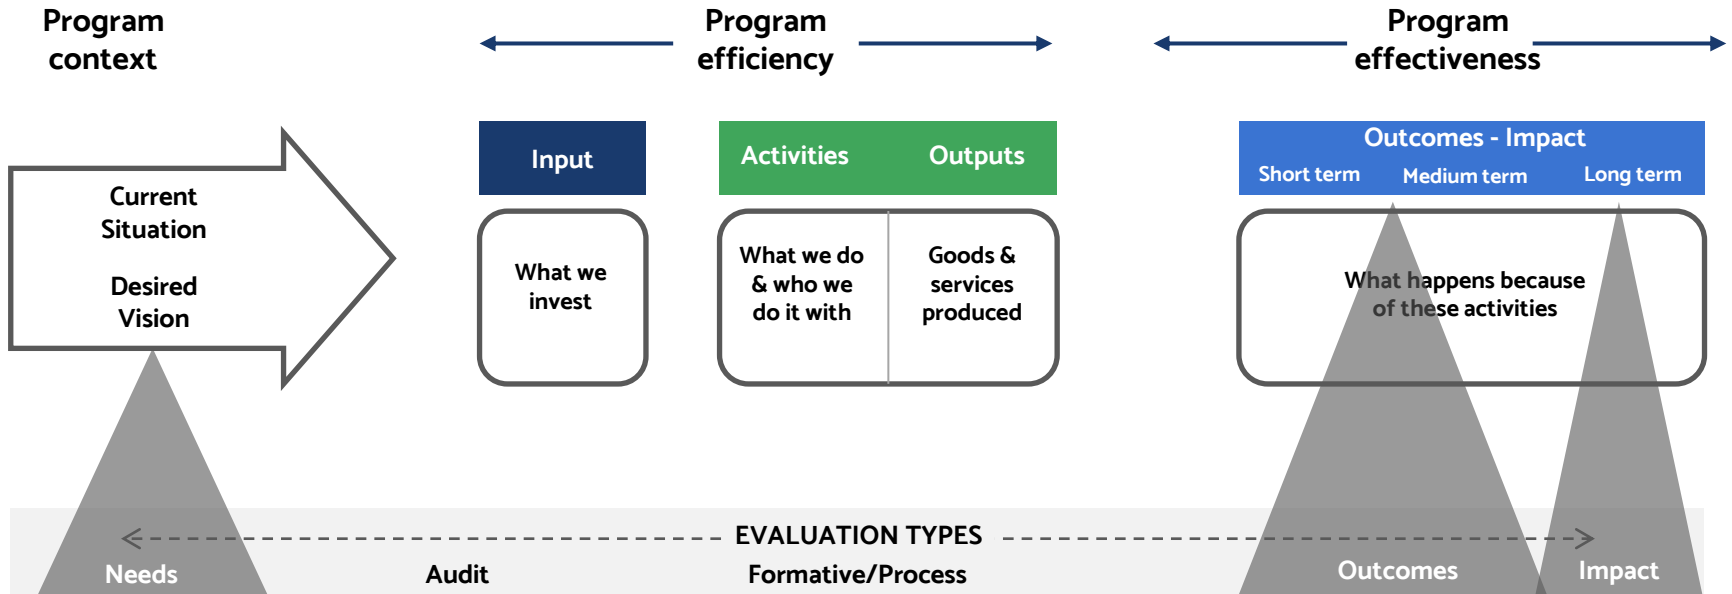 Program
context
Program
efficiency
Program
effectiveness
Current
Situation
Desired
Vision
Input
What we
invest
Activities
Outputs
What we do
& who we
do it with
Goods &
services
produced
Outcomes - Impact
Short term
Medium term
Long term
What happens because
of these activities
EVALUATION TYPES
Needs
Audit
Formative/Process
Outcomes
Impact